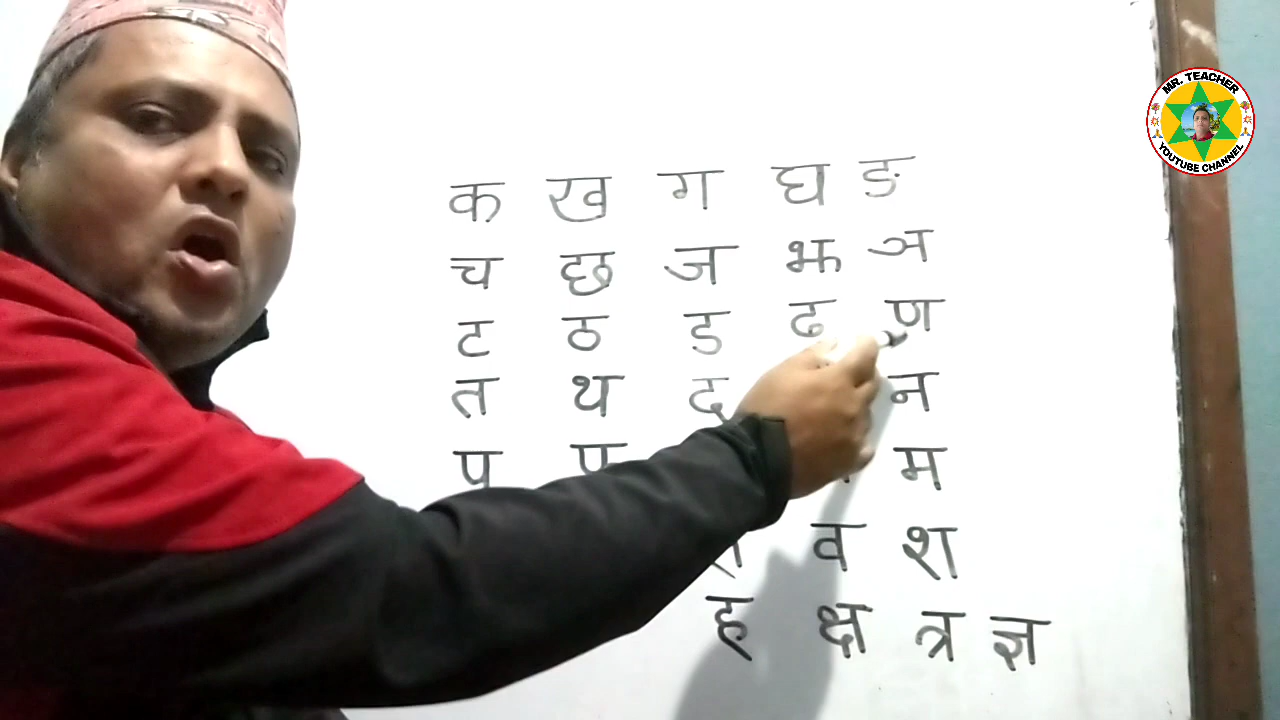 क ख ग घ ङ
च छ ज झ ञ
ट ठ ड ढ ण
त थ द न
प म
व श
ह क्ष त्र ज्ञ
MR. TEACHER
YOUTUBE CHANNEL